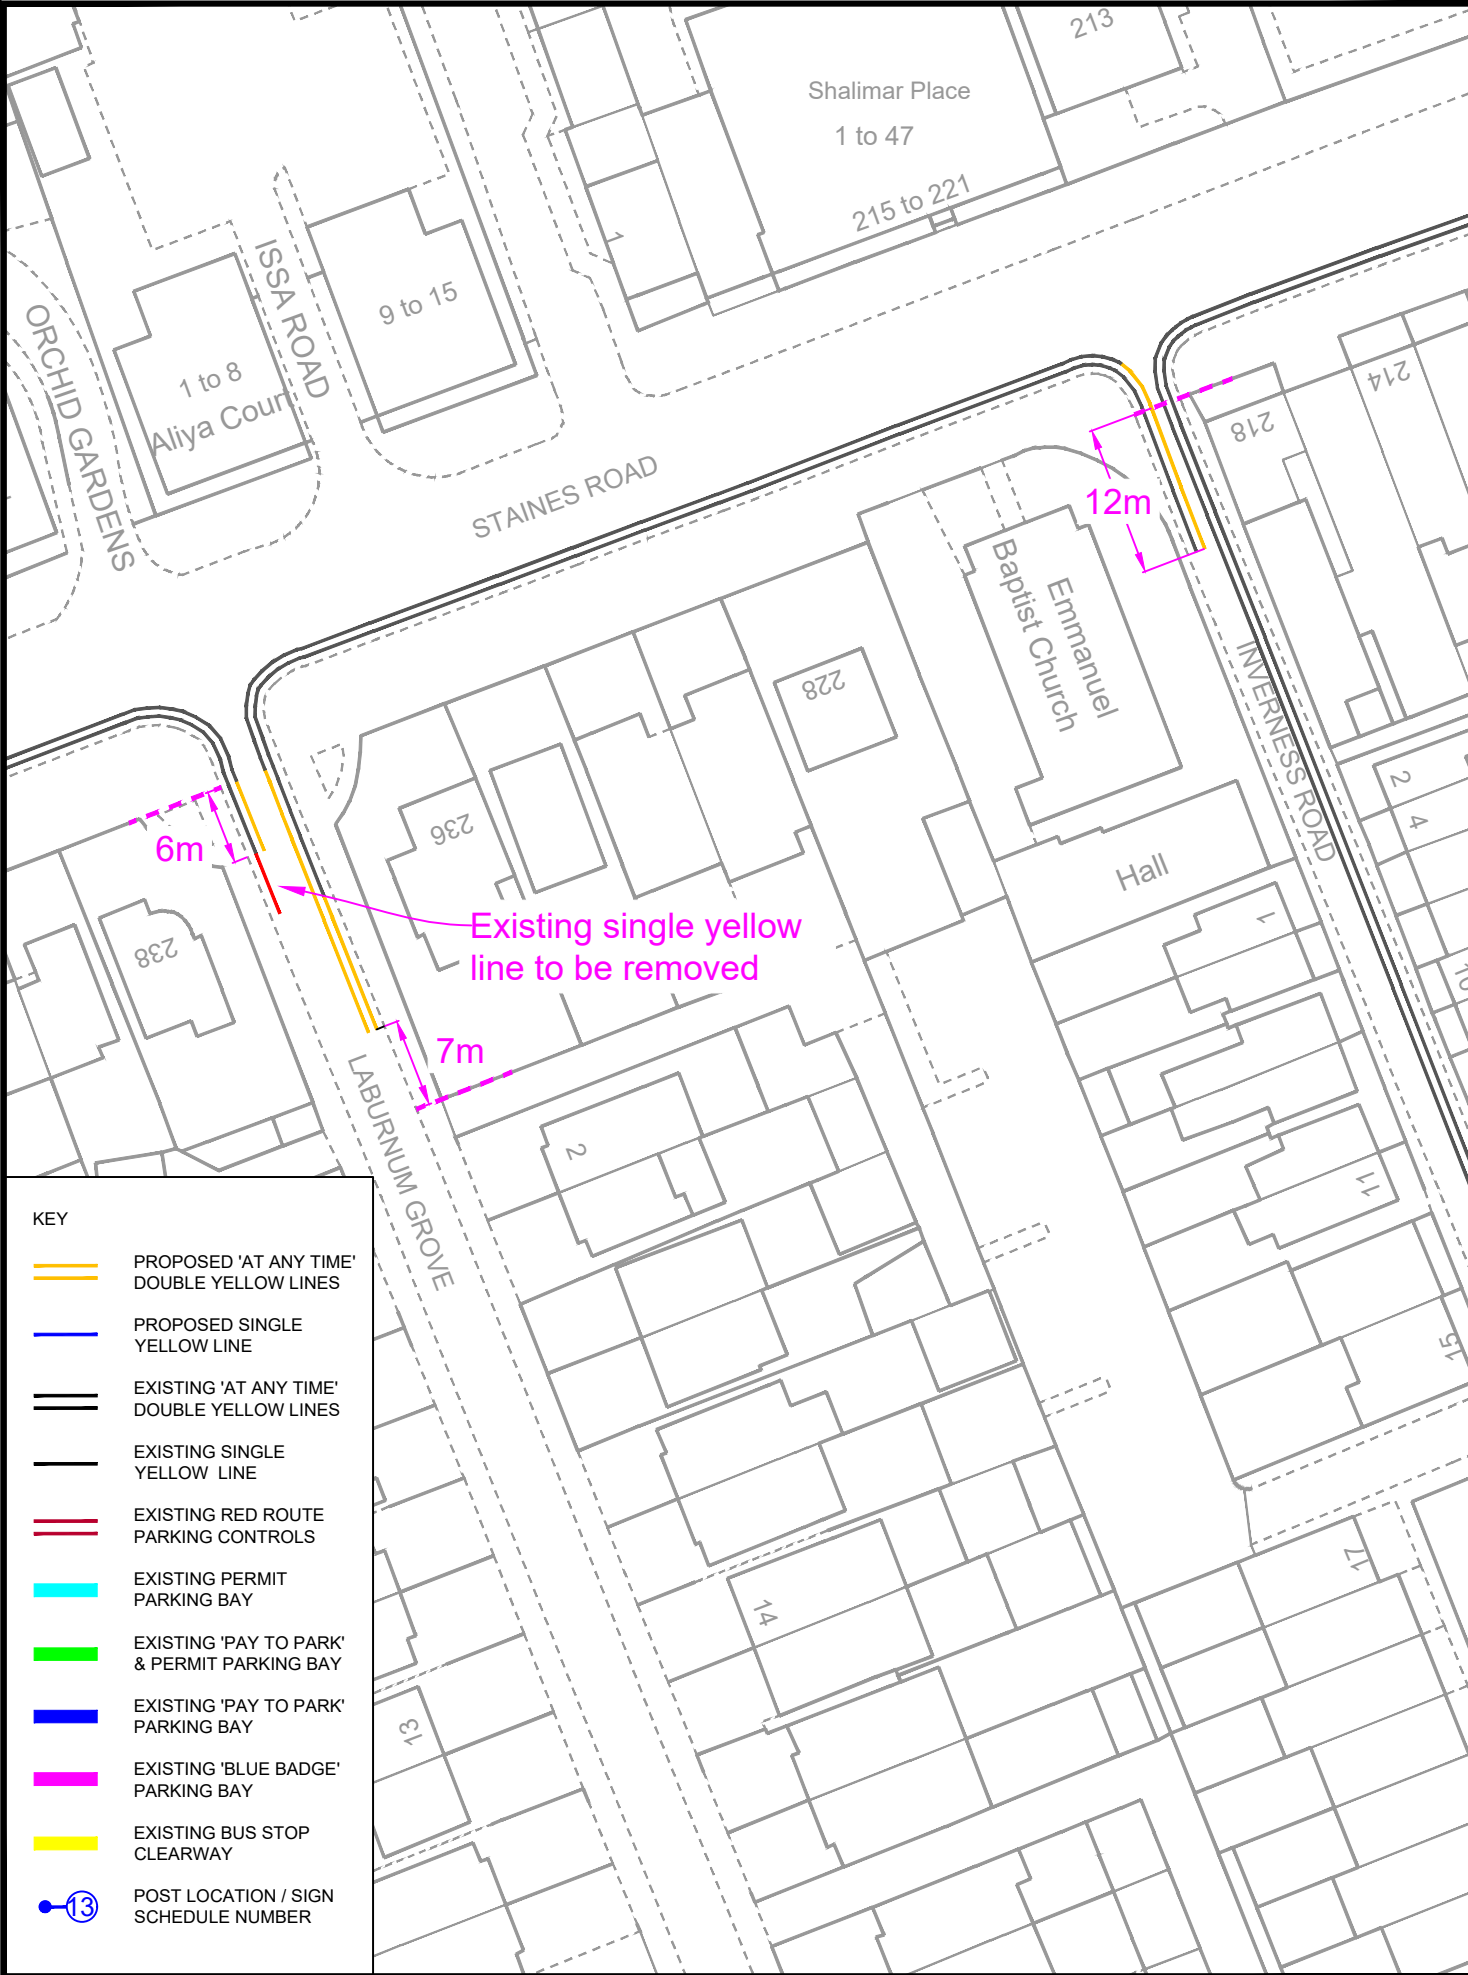 213
Shalimar Place
1 to 47
215 to 221
1
ISSA ROAD
9 to 15
ORCHID GARDENS
1 to 8
Aliya Court
STAINES ROAD
214
218
12m
Emmanuel
Baptist Church
228
INVERNESS ROAD
2
4
10
236
6m
Hall
1
238
Existing single yellow
line to be removed
7m
LABURNUM GROVE
2
11
15
17
14
13
KEY
PROPOSED 'AT ANY TIME'
DOUBLE YELLOW LINES
PROPOSED SINGLE
YELLOW LINE
EXISTING 'AT ANY TIME'
DOUBLE YELLOW LINES
EXISTING SINGLE
YELLOW LINE
EXISTING RED ROUTE
PARKING CONTROLS
EXISTING PERMIT
PARKING BAY
EXISTING 'PAY TO PARK'
& PERMIT PARKING BAY
EXISTING 'PAY TO PARK'
PARKING BAY
EXISTING 'BLUE BADGE'
PARKING BAY
EXISTING BUS STOP
CLEARWAY
13
POST LOCATION / SIGN
SCHEDULE NUMBER